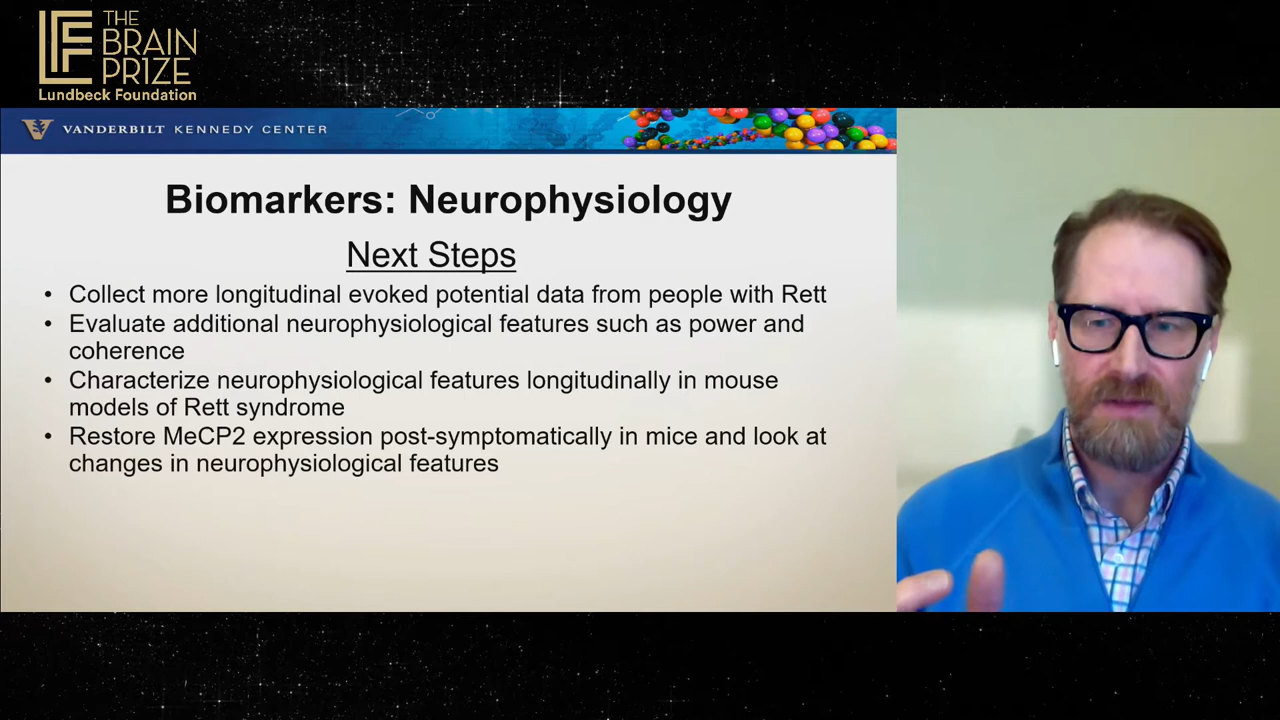 THE
BRAIN
PRIZE
Lundbeck Foundation
VANDERBILT KENNEDY CENTER
Biomarkers: Neurophysiology
Next Steps
• Collect more longitudinal evoked potential data from people with Rett
• Evaluate additional neurophysiological features such as power and
coherence
• Characterize neurophysiological features longitudinally in mouse
models of Rett syndrome
• Restore MeCP2 expression post-symptomatically in mice and look at
changes in neurophysiological features